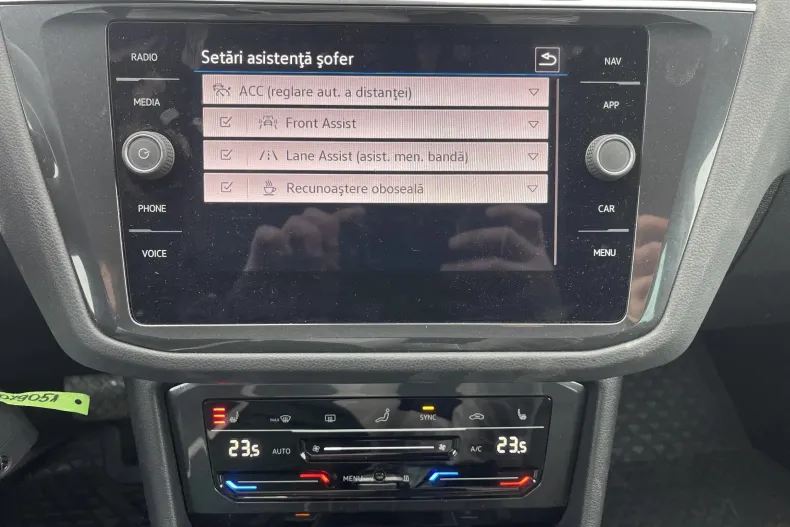 RADIO
MEDIA
PHONE
VOICE
Setări asistenţă şofer
ACC (reglare aut. a distanţei)
Front Assist
Lane Assist (asist. men. bandă)
Recunoaştere oboseală
NAV
APP
CAR
MENU
MAX
SYNC
23.5
AUTO
A/C
23.5
MENU